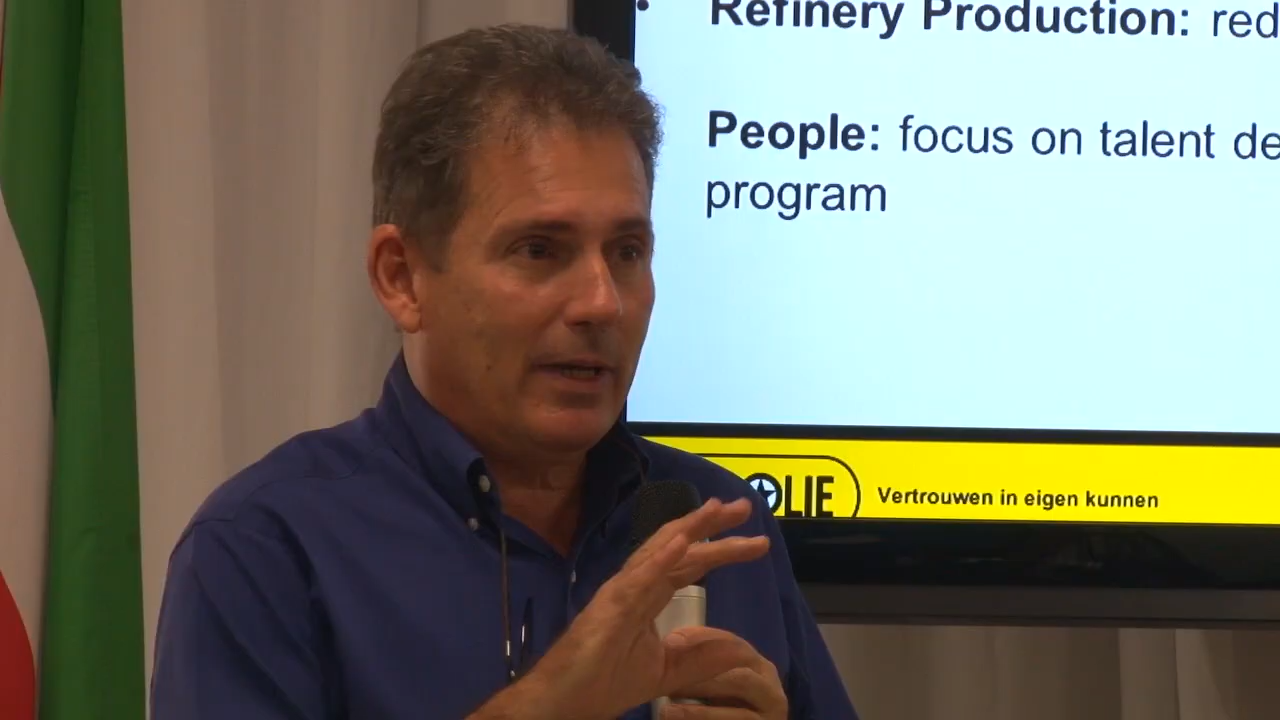 Refinery Production: red
People: focus on talent de
program
OLIE
Vertrouwen in eigen kunnen